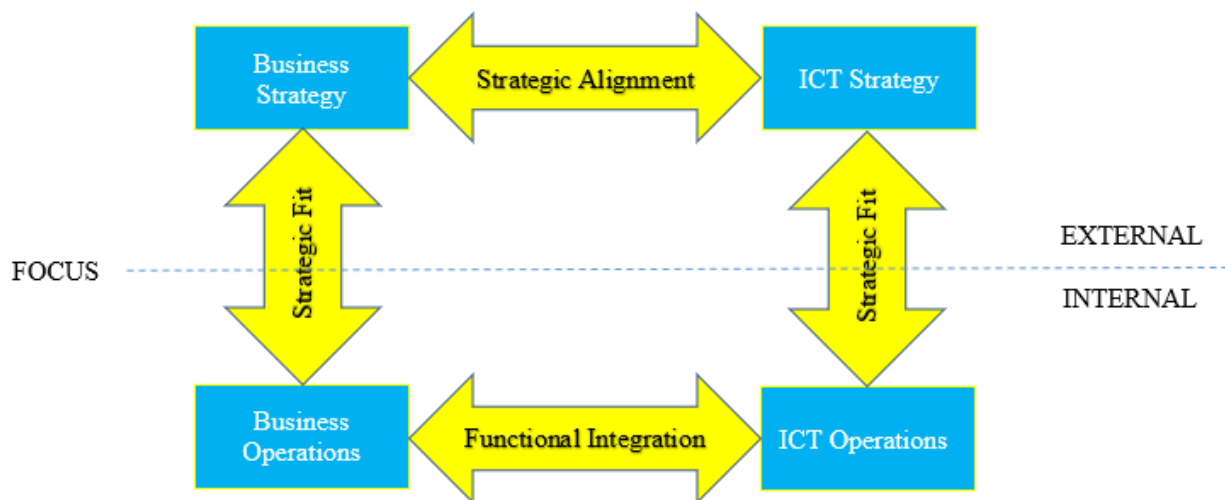 Business
Strategy
Strategic Alignment
ICT Strategy
Strategic Fit
Strategic Fit
EXTERNAL
FOCUS
INTERNAL
Business
Operations
Functional Integration
ICT Operations